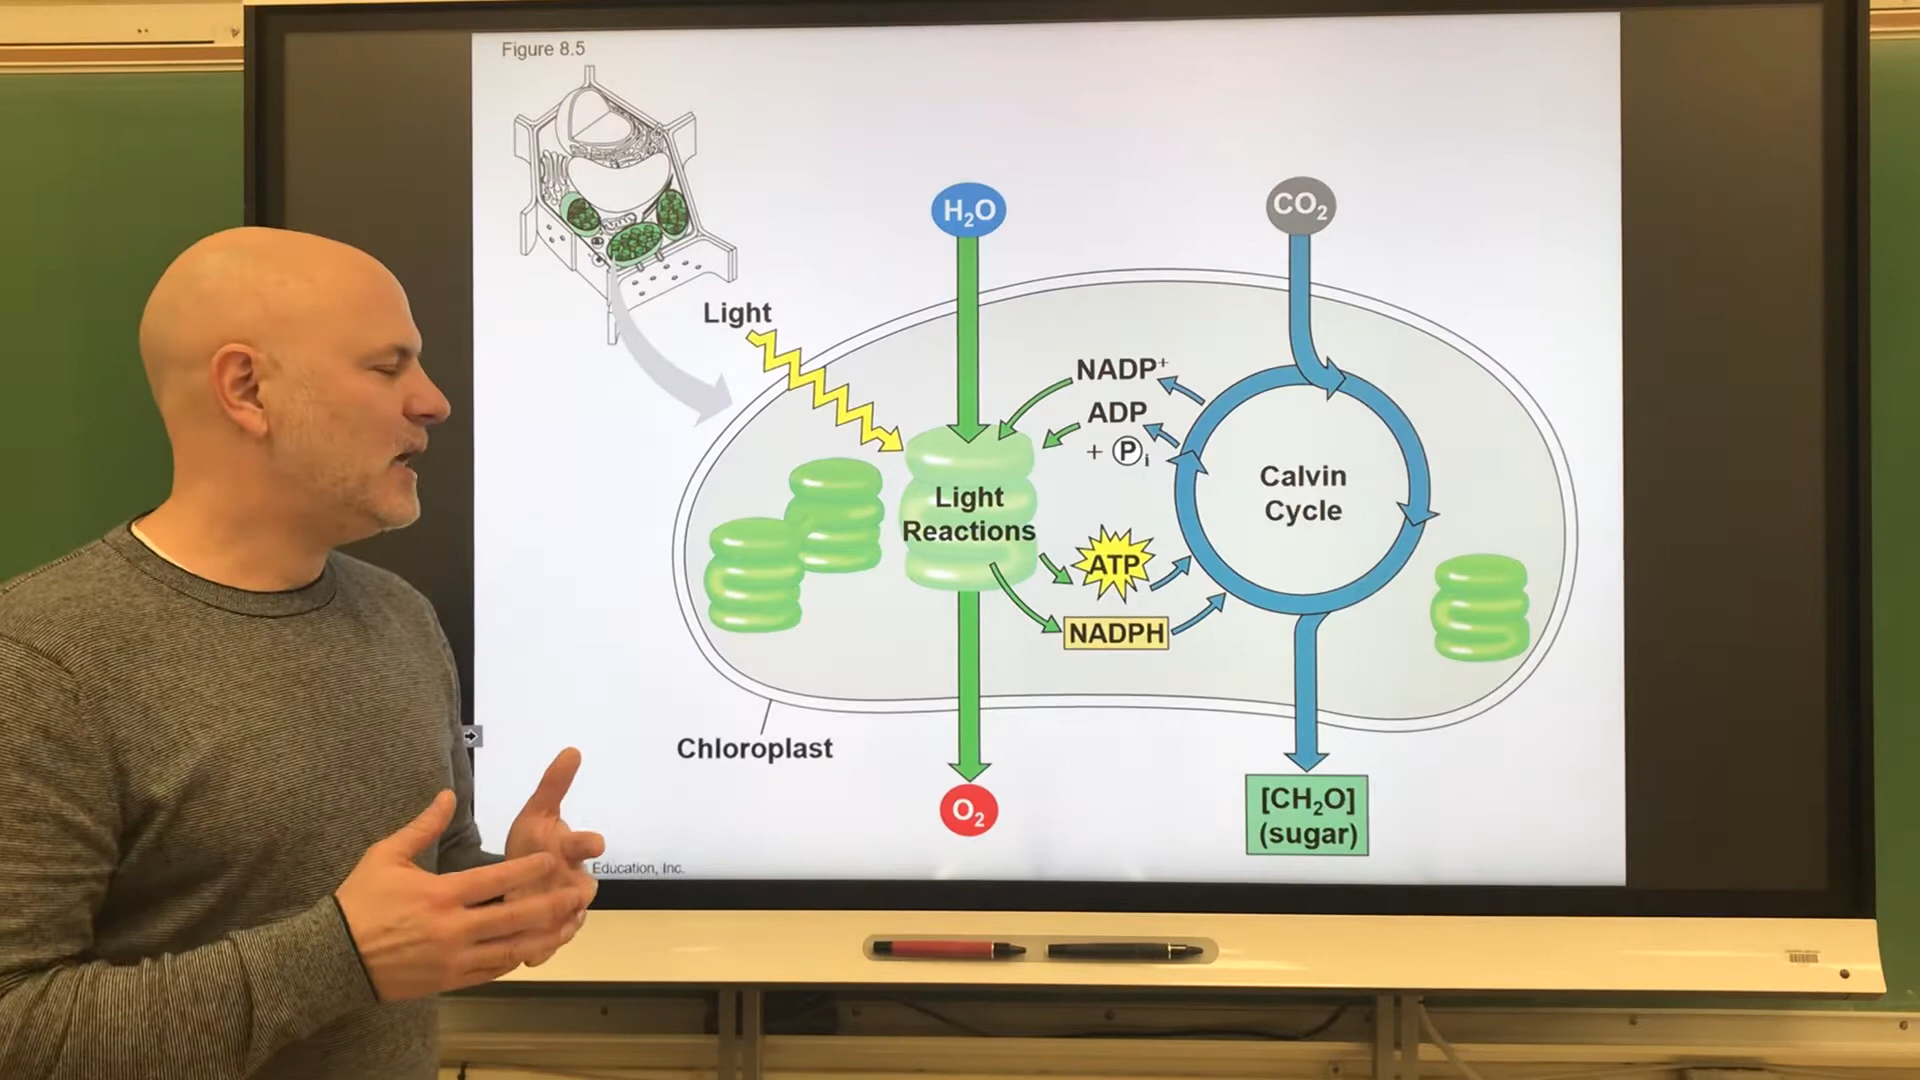 Figure 8.5
H₂O
CO₂
Light
NADP⁺
ADP
+ Pᵢ
Light
Reactions
Calvin
Cycle
ATP
NADPH
Chloroplast
O₂
[CH₂O]
(sugar)
Education, Inc.